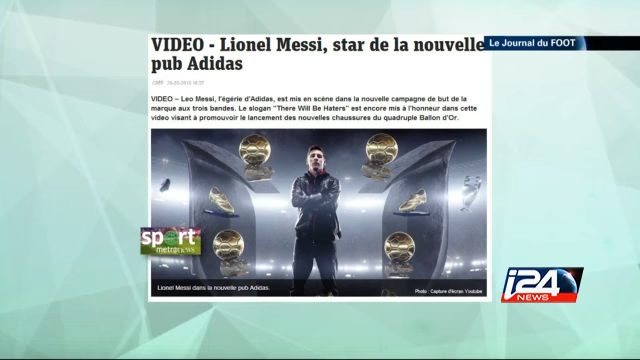 Le Journal du FOOT
VIDEO - Lionel Messi, star de la nouvelle
pub Adidas
VIDEO – Leo Messi, l'égérie d'Adidas, est mis en scène dans la nouvelle campagne de but de la
marque aux trois bandes. Le slogan "There Will Be Haters" est encore mis à l'honneur dans cette
video visant à promouvoir le lancement des nouvelles chaussures du quadruple Ballon d'Or.
sport
metronews
Lionel Messi dans la nouvelle pub Adidas.
Photo : Capture d'écran Youtube
i24
NEWS